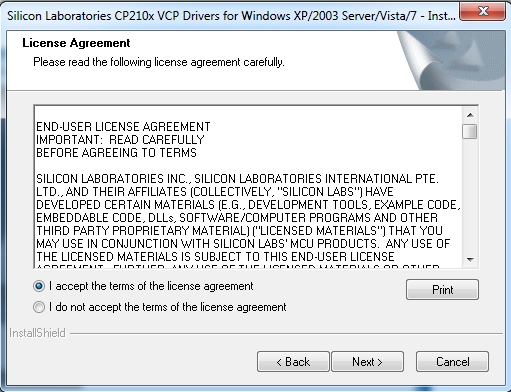 Silicon Laboratories CP210x VCP Drivers for Windows XP/2003 Server/Vista/7 - Inst...
License Agreement
Please read the following license agreement carefully.
END-USER LICENSE AGREEMENT
IMPORTANT: READ CAREFULLY
BEFORE AGREEING TO TERMS
SILICON LABORATORIES INC., SILICON LABORATORIES INTERNATIONAL PTE.
LTD., AND THEIR AFFILIATES (COLLECTIVELY, "SILICON LABS") HAVE
DEVELOPED CERTAIN MATERIALS (E.G., DEVELOPMENT TOOLS, EXAMPLE CODE,
EMBEDDABLE CODE, DLLs, SOFTWARE/COMPUTER PROGRAMS AND OTHER
THIRD PARTY PROPRIETARY MATERIAL) ("LICENSED MATERIALS") THAT YOU
MAY USE IN CONJUNCTION WITH SILICON LABS' MCU PRODUCTS. ANY USE OF
THE LICENSED MATERIALS IS SUBJECT TO THIS END-USER LICENSE
AGREEMENT. FURTHER, ANY USE OF THE LICENSED MATERIALS OR OTHER
I accept the terms of the license agreement
Print
I do not accept the terms of the license agreement
InstallShield
< Back
Next >
Cancel